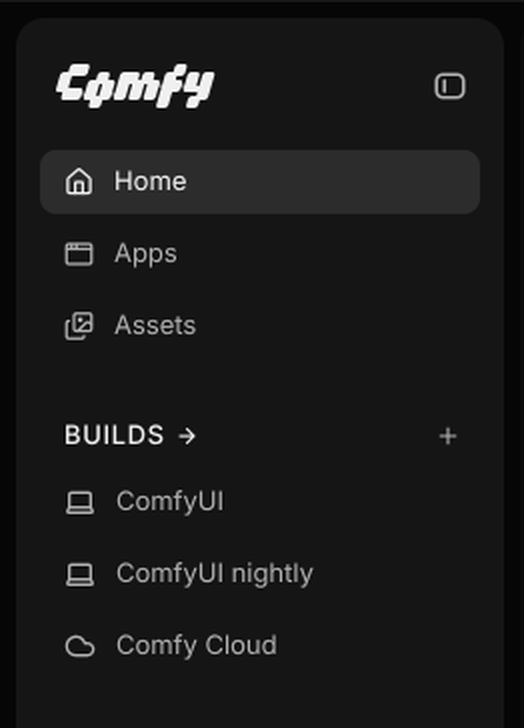 Comfy
Home
Apps
Assets
BUILDS →
ComfyUI
ComfyUI nightly
Comfy Cloud